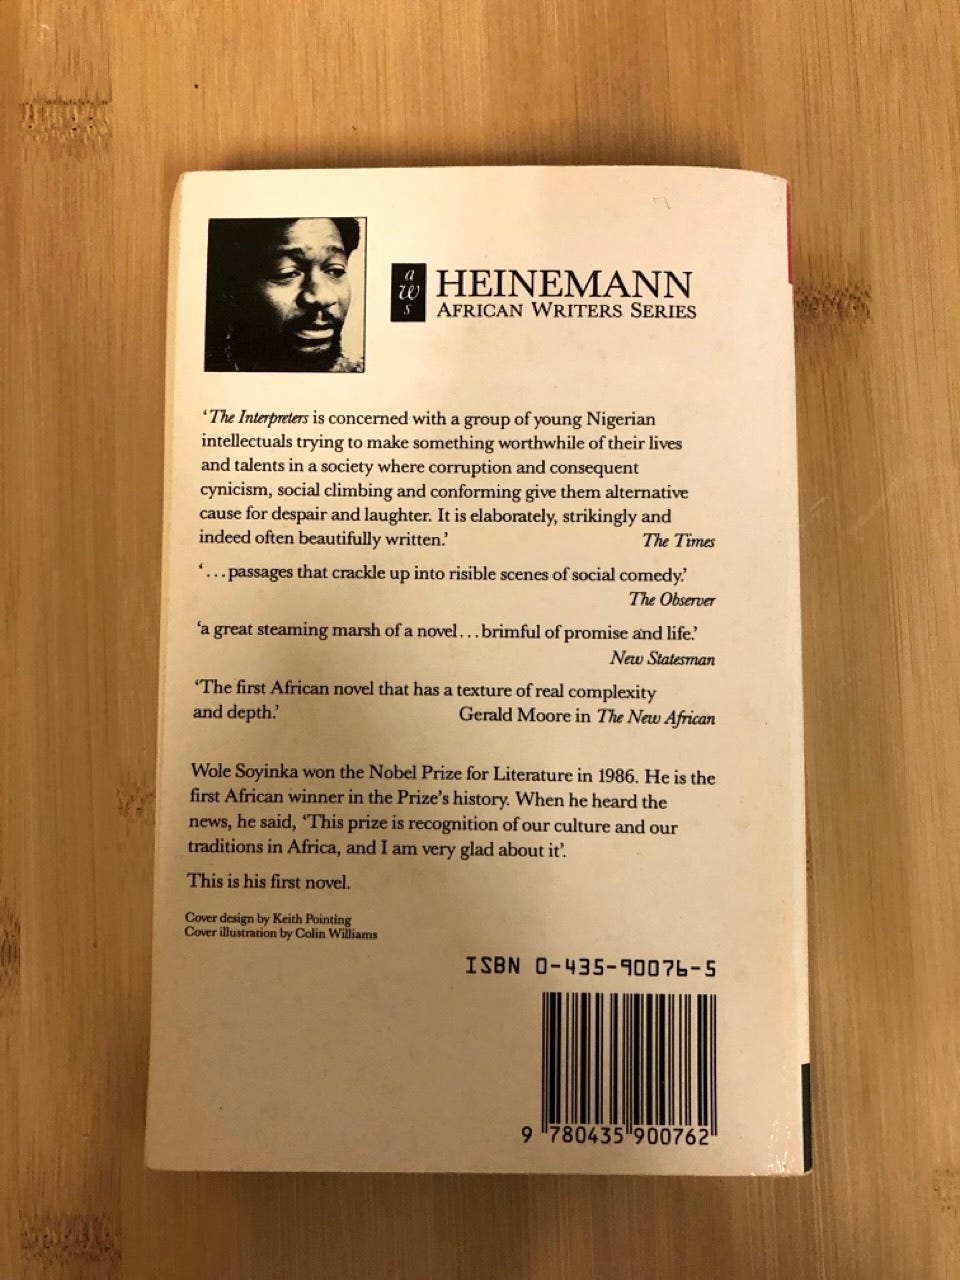 a
w
s
HEINEMANN
AFRICAN WRITERS SERIES
‘The Interpreters is concerned with a group of young Nigerian
intellectuals trying to make something worthwhile of their lives
and talents in a society where corruption and consequent
cynicism, social climbing and conforming give them alternative
cause for despair and laughter. It is elaborately, strikingly and
indeed often beautifully written.’ The Times
‘...passages that crackle up into risible scenes of social comedy.’
The Observer
‘a great steaming marsh of a novel...brimful of promise and life.’
New Statesman
‘The first African novel that has a texture of real complexity
and depth.’ Gerald Moore in The New African
Wole Soyinka won the Nobel Prize for Literature in 1986. He is the
first African winner in the Prize’s history. When he heard the
news, he said, ‘This prize is recognition of our culture and our
traditions in Africa, and I am very glad about it’.
This is his first novel.
Cover design by Keith Pointing
Cover illustration by Colin Williams
ISBN 0-435-90076-5
9 780435 900762